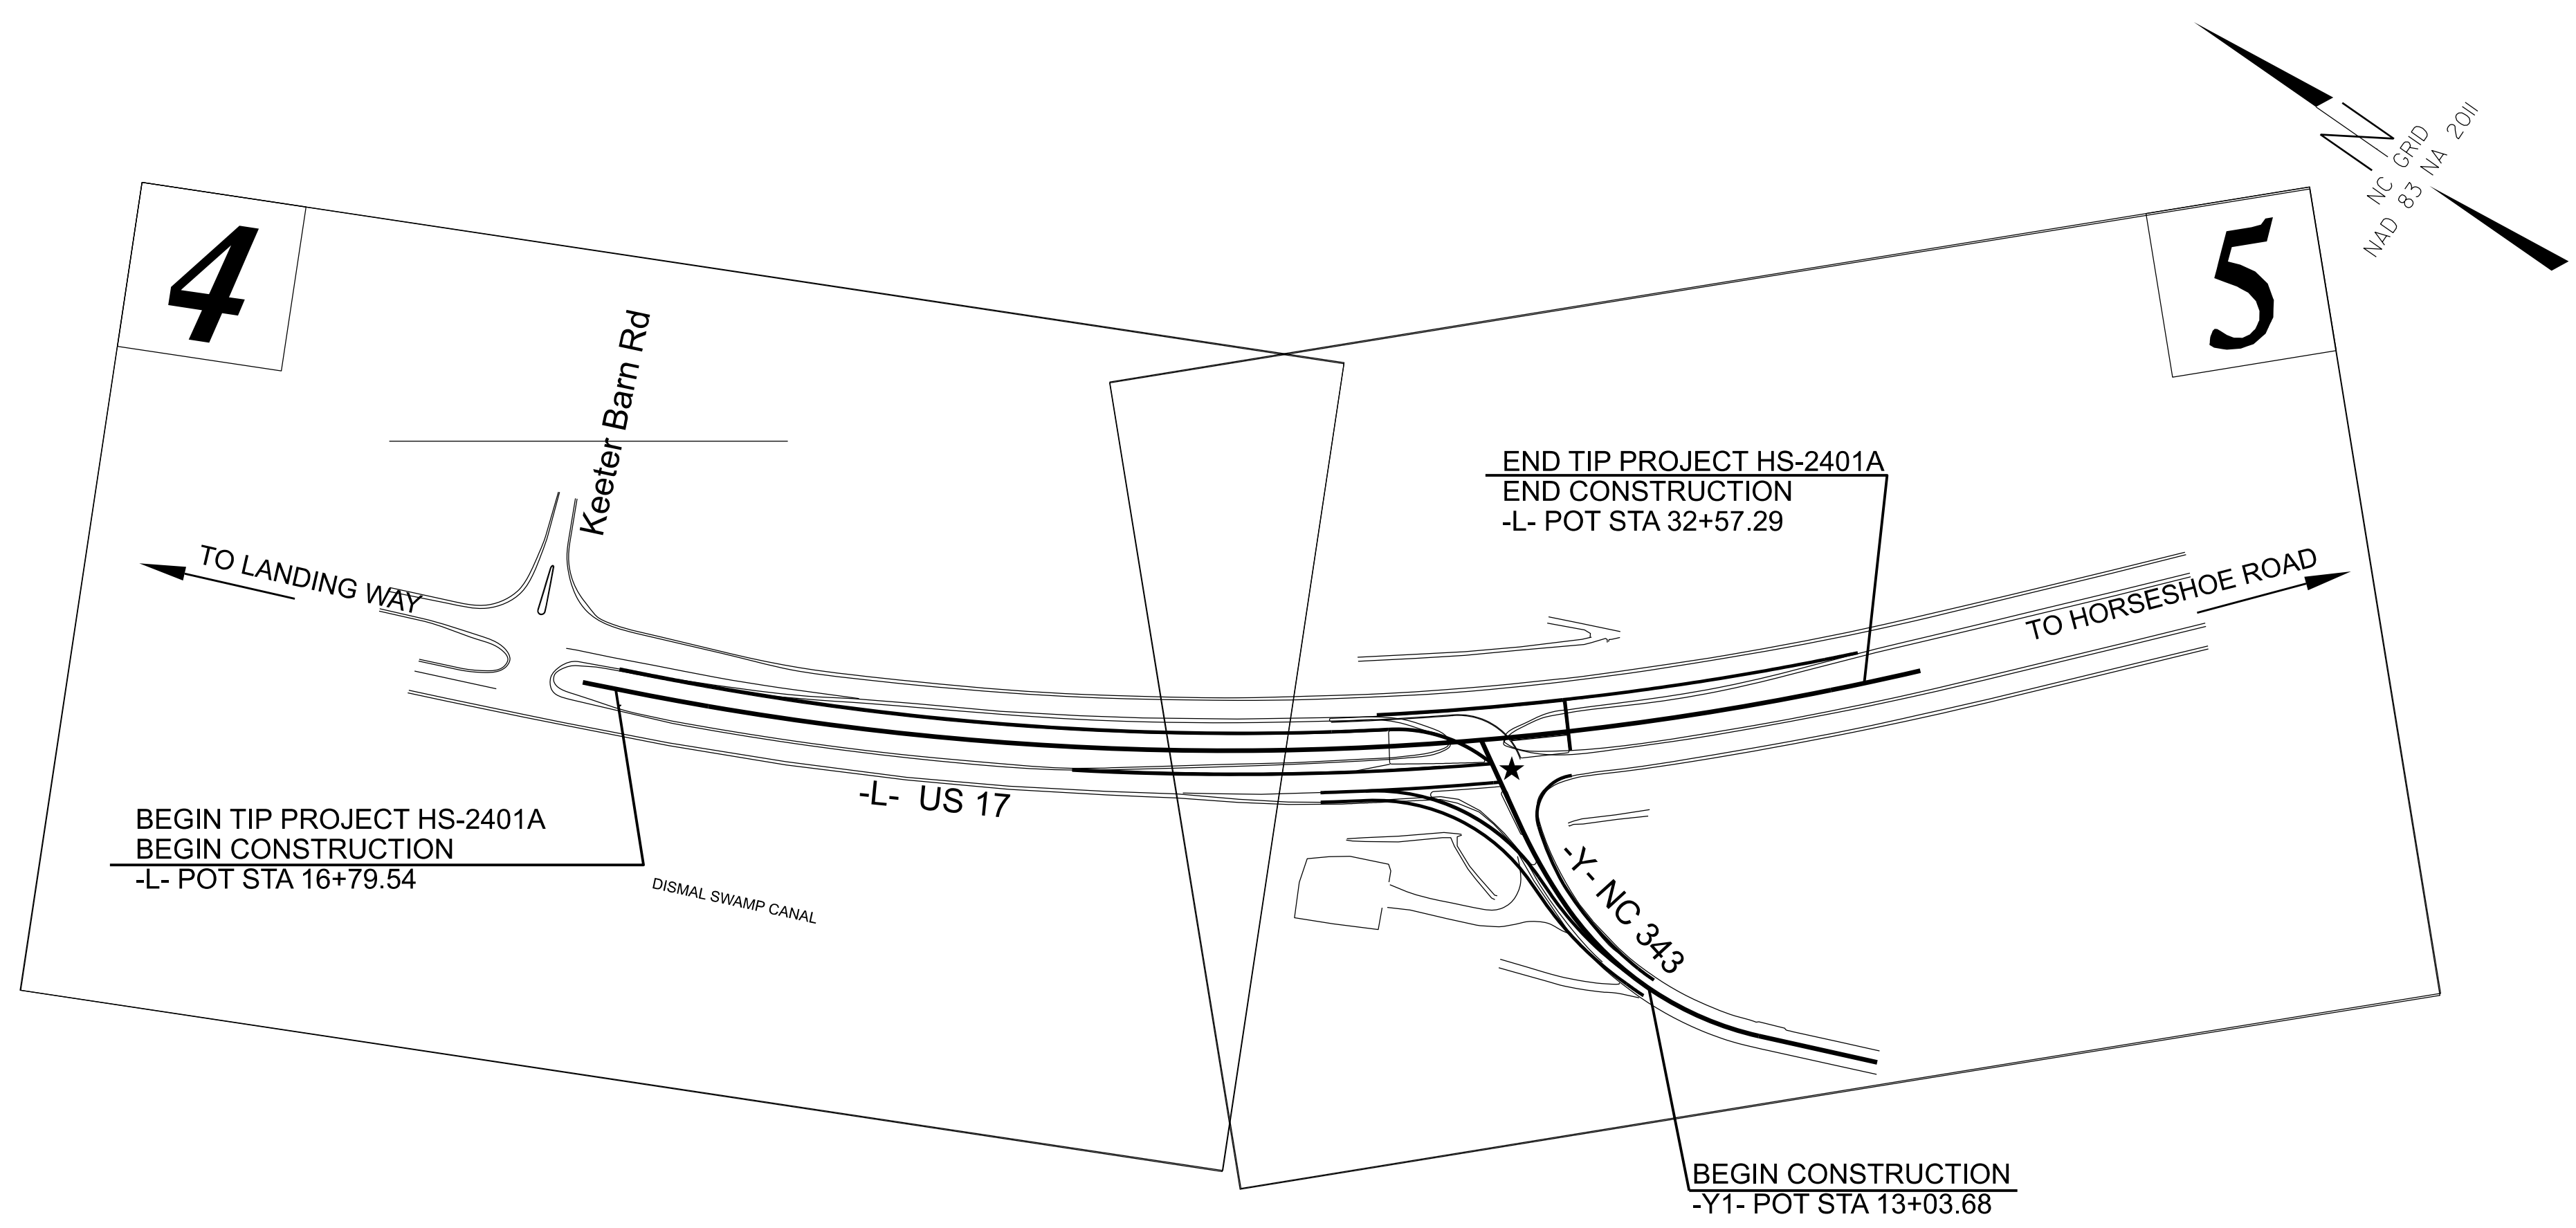 NC GRID
NAD 83 NA 2011
4
5
Keeter Barn Rd
END TIP PROJECT HS-2401A
END CONSTRUCTION
-L- POT STA 32+57.29
TO LANDING WAY
TO HORSESHOE ROAD
-L- US 17
BEGIN TIP PROJECT HS-2401A
BEGIN CONSTRUCTION
-L- POT STA 16+79.54
DISMAL SWAMP CANAL
-Y- NC 343
BEGIN CONSTRUCTION
-Y1- POT STA 13+03.68